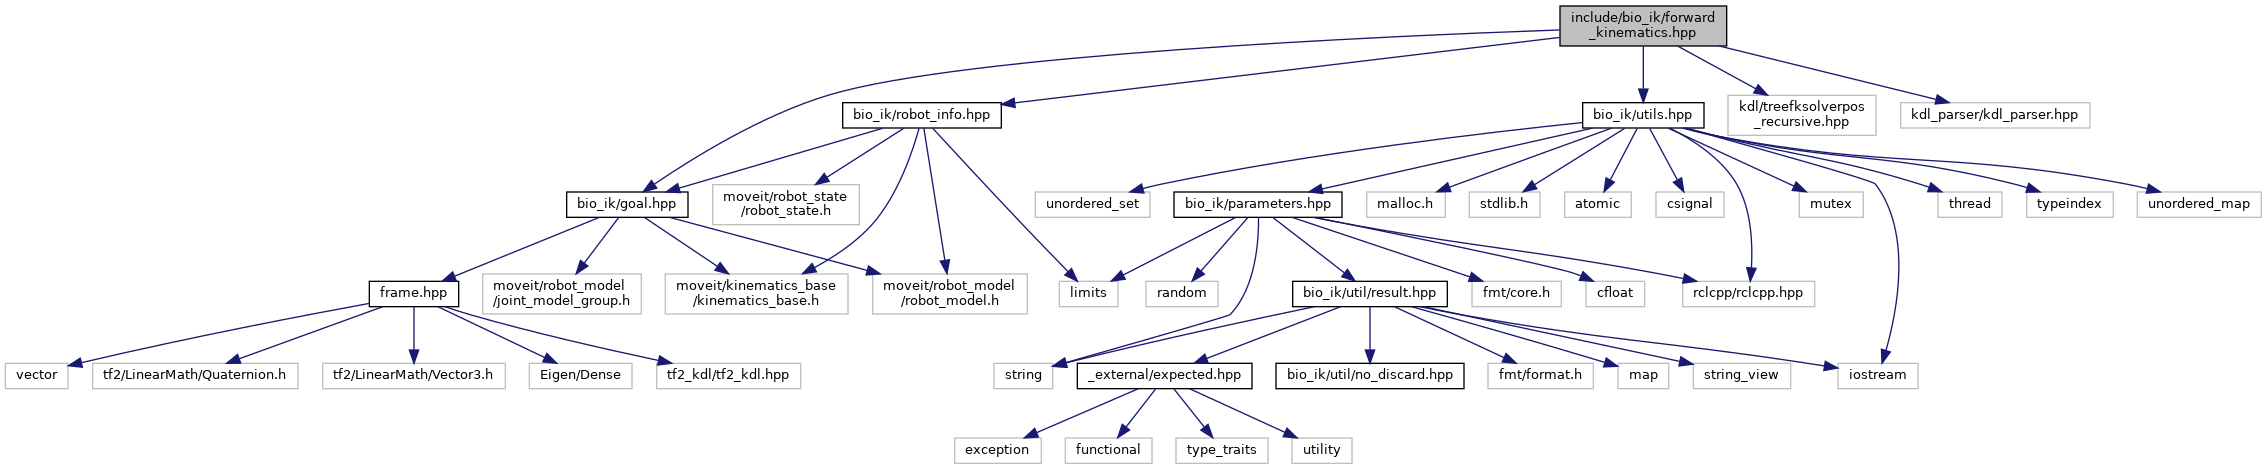 include/bio_ik/forward
_kinematics.hpp
bio_ik/robot_info.hpp
bio_ik/utils.hpp
kdl/treefksolverpos
_recursive.hpp
kdl_parser/kdl_parser.hpp
bio_ik/goal.hpp
moveit/robot_state
/robot_state.h
unordered_set
bio_ik/parameters.hpp
malloc.h
stdlib.h
atomic
csignal
mutex
thread
typeindex
unordered_map
frame.hpp
moveit/robot_model
/joint_model_group.h
moveit/kinematics_base
/kinematics_base.h
moveit/robot_model
/robot_model.h
limits
random
bio_ik/util/result.hpp
fmt/core.h
cfloat
rclcpp/rclcpp.hpp
vector
tf2/LinearMath/Quaternion.h
tf2/LinearMath/Vector3.h
Eigen/Dense
tf2_kdl/tf2_kdl.hpp
string
_external/expected.hpp
bio_ik/util/no_discard.hpp
fmt/format.h
map
string_view
iostream
exception
functional
type_traits
utility